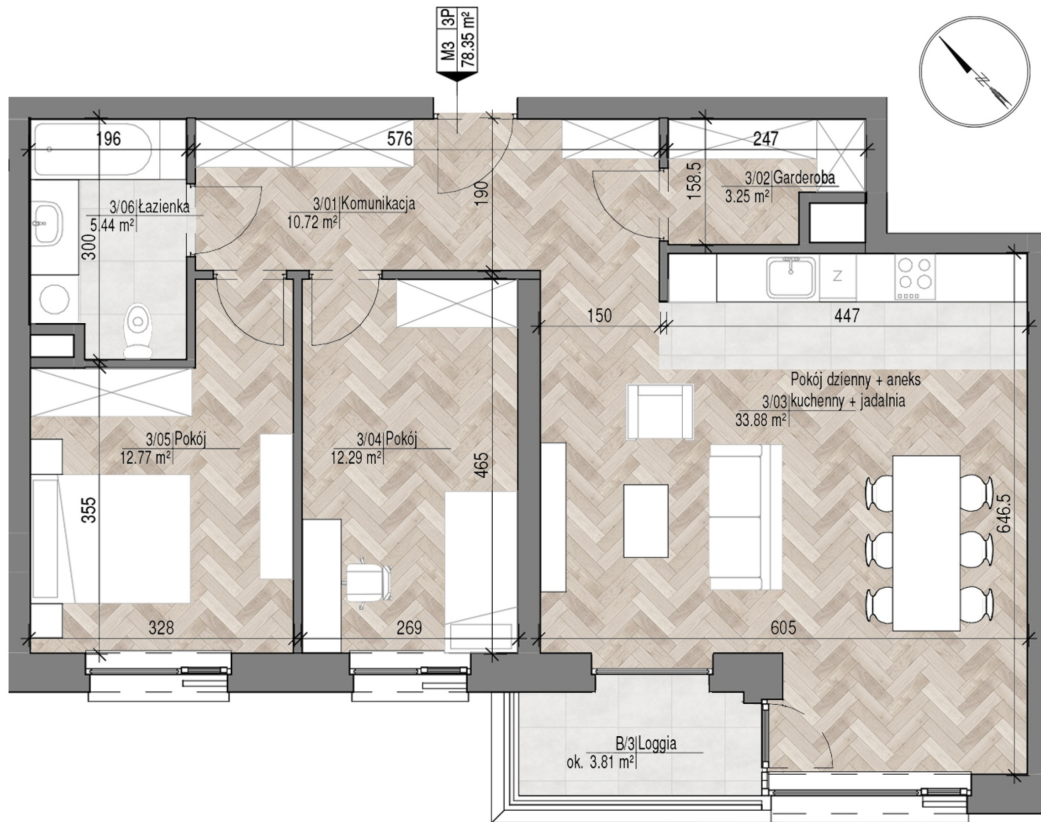 M3 3P
78.35 m²
N
196
576
247
3/06 Łazienka
5.44 m²
300
3/01 Komunikacja
10.72 m²
190
158.5
3/02 Garderoba
3.25 m²
Z
150
447
Pokój dzienny + aneks
3/03 kuchenny + jadalnia
33.88 m²
3/05 Pokój
12.77 m²
355
3/04 Pokój
12.29 m²
465
646.5
328
269
605
B/3 Loggia
ok. 3.81 m²